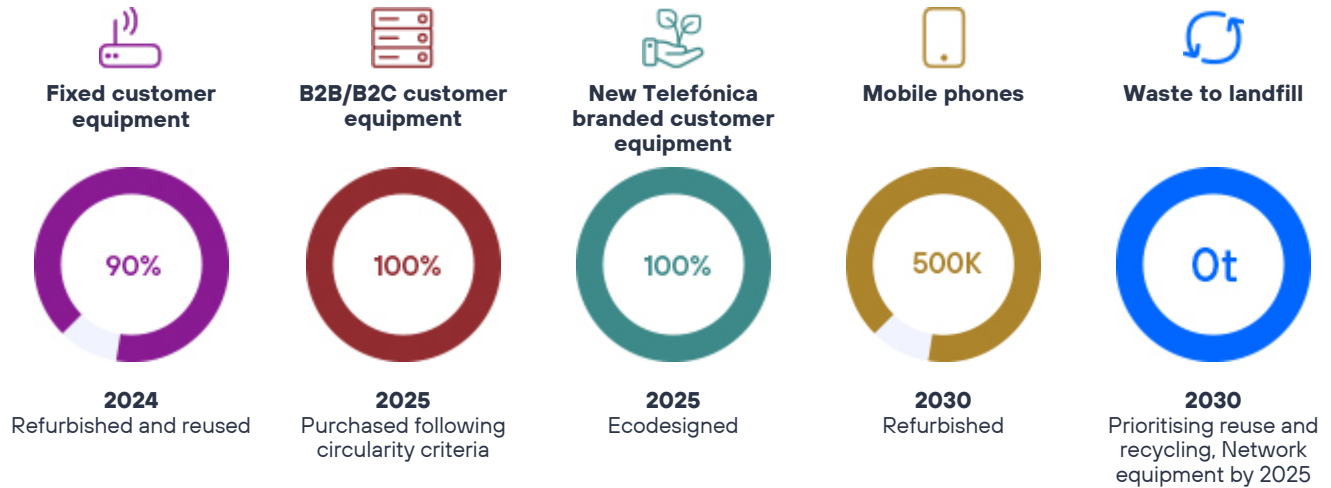 Fixed customer
equipment
90%
2024
Refurbished and reused
B2B/B2C customer
equipment
100%
2025
Purchased following
circularity criteria
New Telefónica
branded customer
equipment
100%
2025
Ecodesigned
Mobile phones
500K
2030
Refurbished
Waste to landfill
0t
2030
Prioritising reuse and
recycling, Network
equipment by 2025